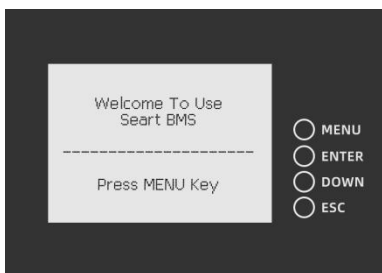 Welcome To Use
Seart BMS
--------------------
Press MENU Key
MENU
ENTER
DOWN
ESC